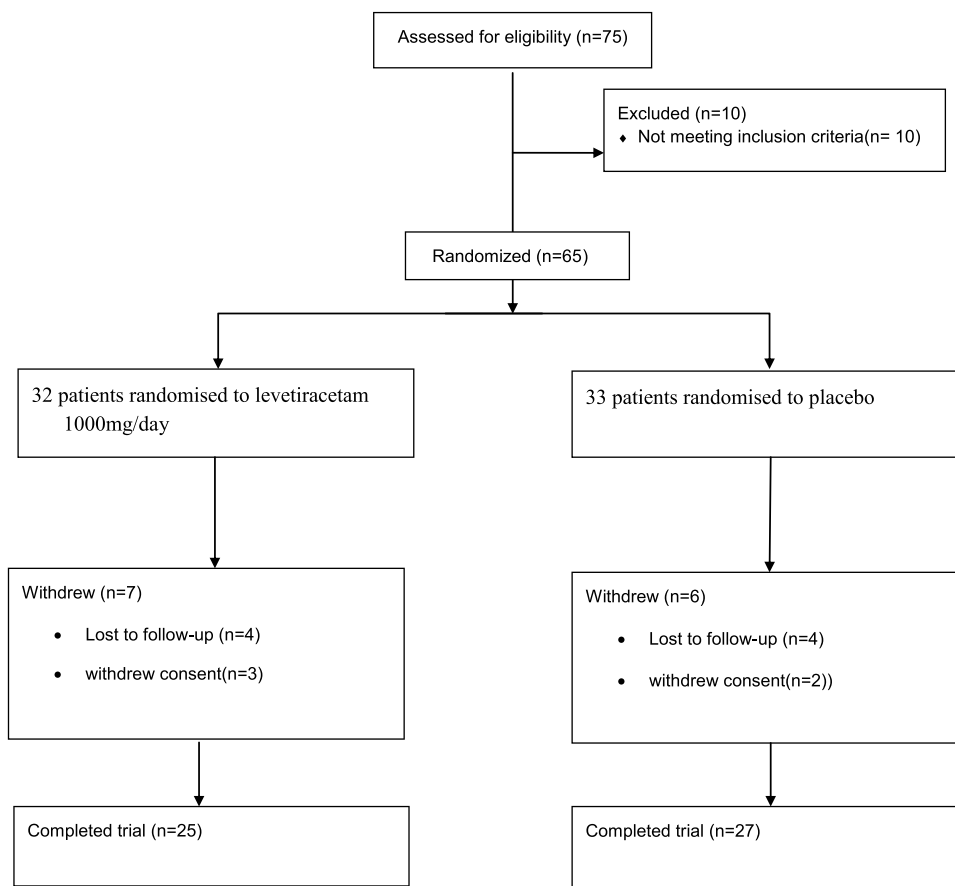 Assessed for eligibility (n=75)
Excluded (n=10)
♦ Not meeting inclusion criteria(n= 10)
Randomized (n=65)
32 patients randomised to levetiracetam
1000mg/day
33 patients randomised to placebo
Withdrew (n=7)
• Lost to follow-up (n=4)
• withdrew consent(n=3)
Withdrew (n=6)
• Lost to follow-up (n=4)
• withdrew consent(n=2))
Completed trial (n=25)
Completed trial (n=27)